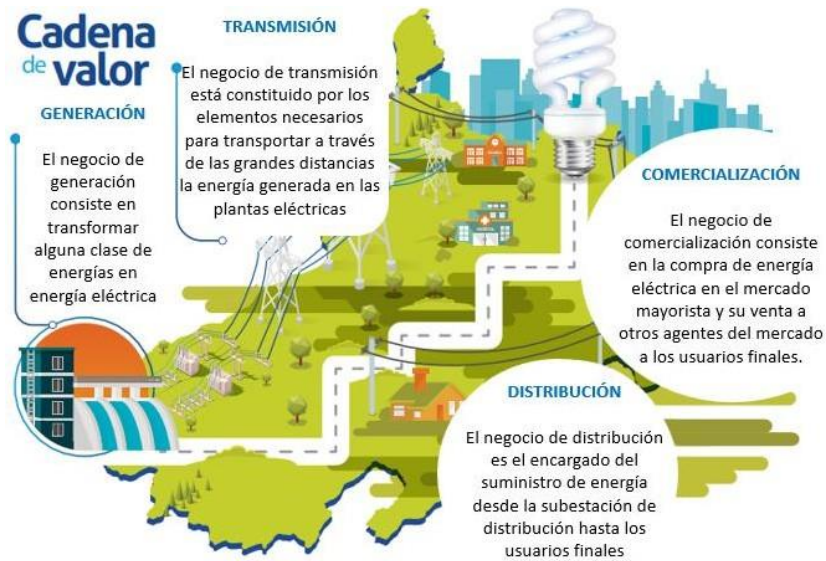 Cadena
de valor
GENERACIÓN
El negocio de
generación
consiste en
transformar
alguna clase de
energías en
energía eléctrica
TRANSMISIÓN
El negocio de transmisión
está constituido por los
elementos necesarios
para transportar a través
de las grandes distancias
la energía generada en las
plantas eléctricas
COMERCIALIZACIÓN
El negocio de
comercialización consiste
en la compra de energía
eléctrica en el mercado
mayorista y su venta a
otros agentes del mercado
a los usuarios finales.
DISTRIBUCIÓN
El negocio de distribución
es el encargado del
suministro de energía
desde la subestación de
distribución hasta los
usuarios finales